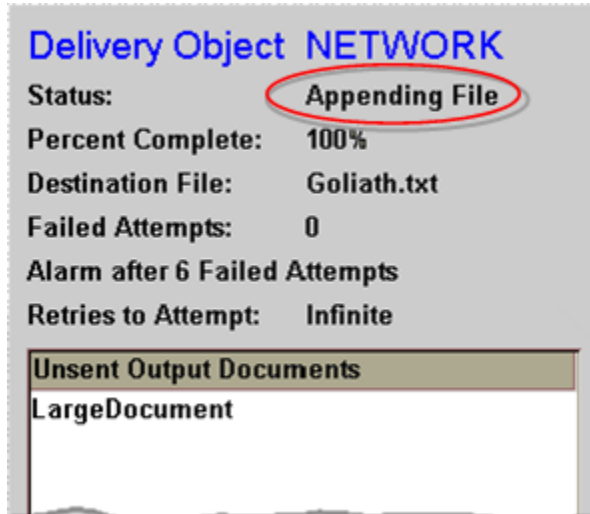 Delivery Object NETWORK
Status: Appending File
Percent Complete: 100%
Destination File: Goliath.txt
Failed Attempts: 0
Alarm after 6 Failed Attempts
Retries to Attempt: Infinite
Unsent Output Documents
LargeDocument